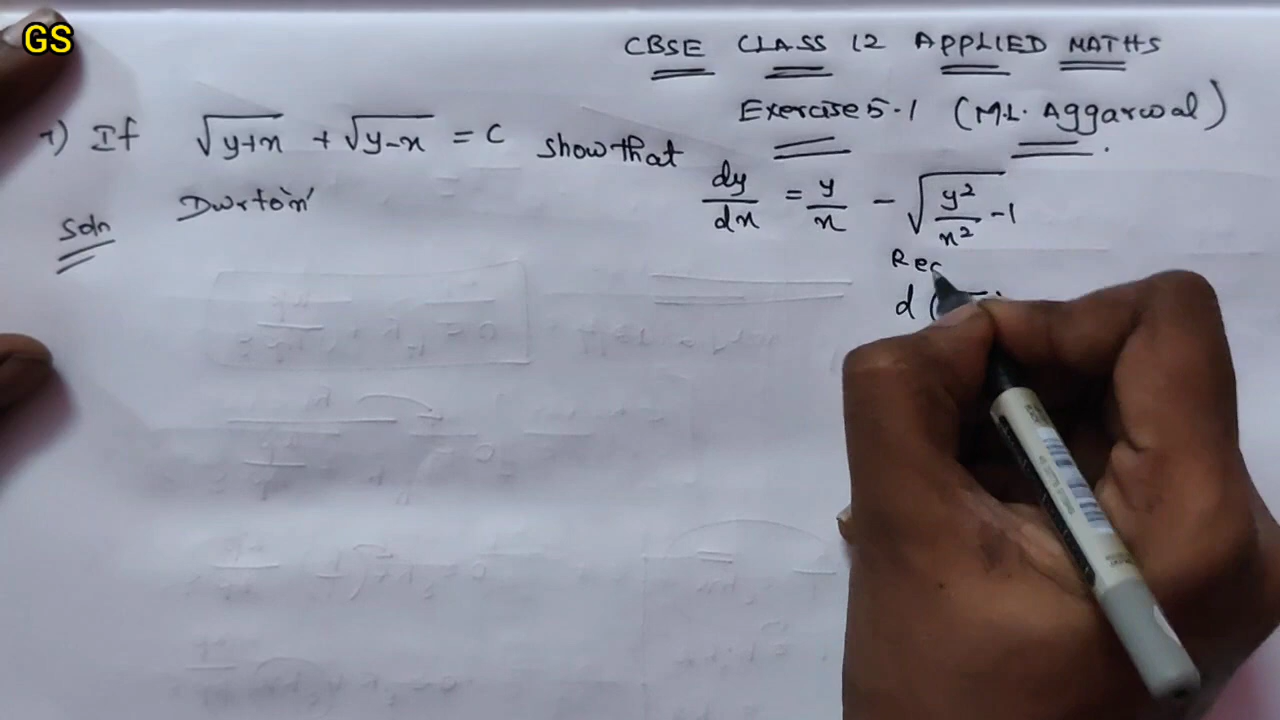 GS
CBSE CLASS 12 APPLIED MATHS
Exercise 5.1 (M.L. Aggarwal)
7) If √(y+x) + √(y-x) = c show that
dy/dx = y/x - √(y²/x² - 1)
Soln D w r to 'x'
Rec
d (